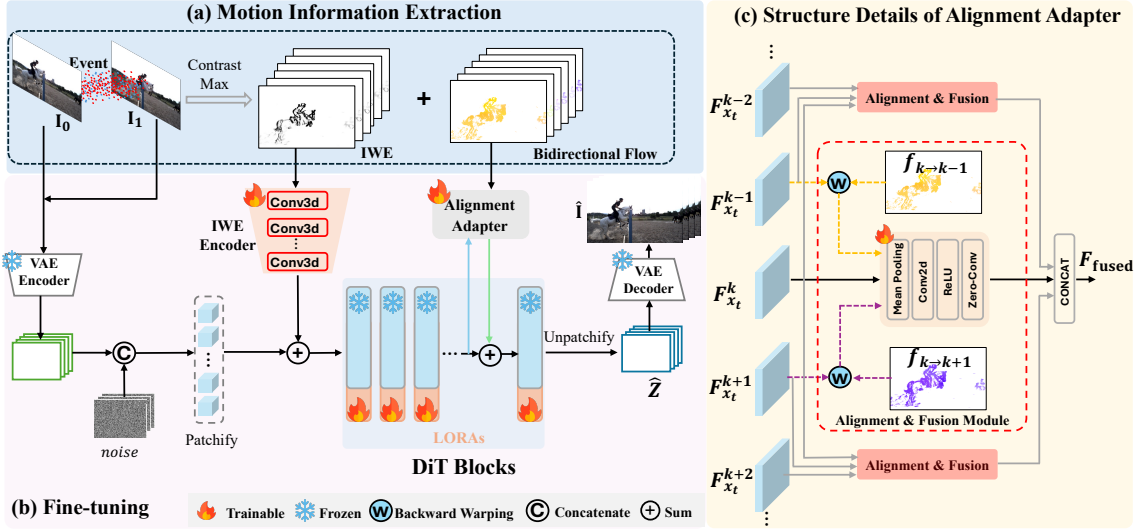 (a) Motion Information Extraction
Event
I₀
I₁
Contrast
Max
IWE
+
Bidirectional Flow
Conv3d
Conv3d
Conv3d
IWE
Encoder
Alignment
Adapter
Î
VAE
Encoder
VAE
Decoder
C
noise
Patchify
+
+
Unpatchify
Ẑ
LORAs
DiT Blocks
(b) Fine-tuning
Trainable
Frozen
W Backward Warping
C Concatenate
+ Sum
(c) Structure Details of Alignment Adapter
F_{x_t}^{k-2}
Alignment & Fusion
F_{x_t}^{k-1}
W
f_{k→k-1}
F_{x_t}^{k}
Mean Pooling
Conv2d
ReLU
Zero-Conv
CONCAT
F_{fused}
F_{x_t}^{k+1}
W
f_{k→k+1}
Alignment & Fusion Module
F_{x_t}^{k+2}
Alignment & Fusion